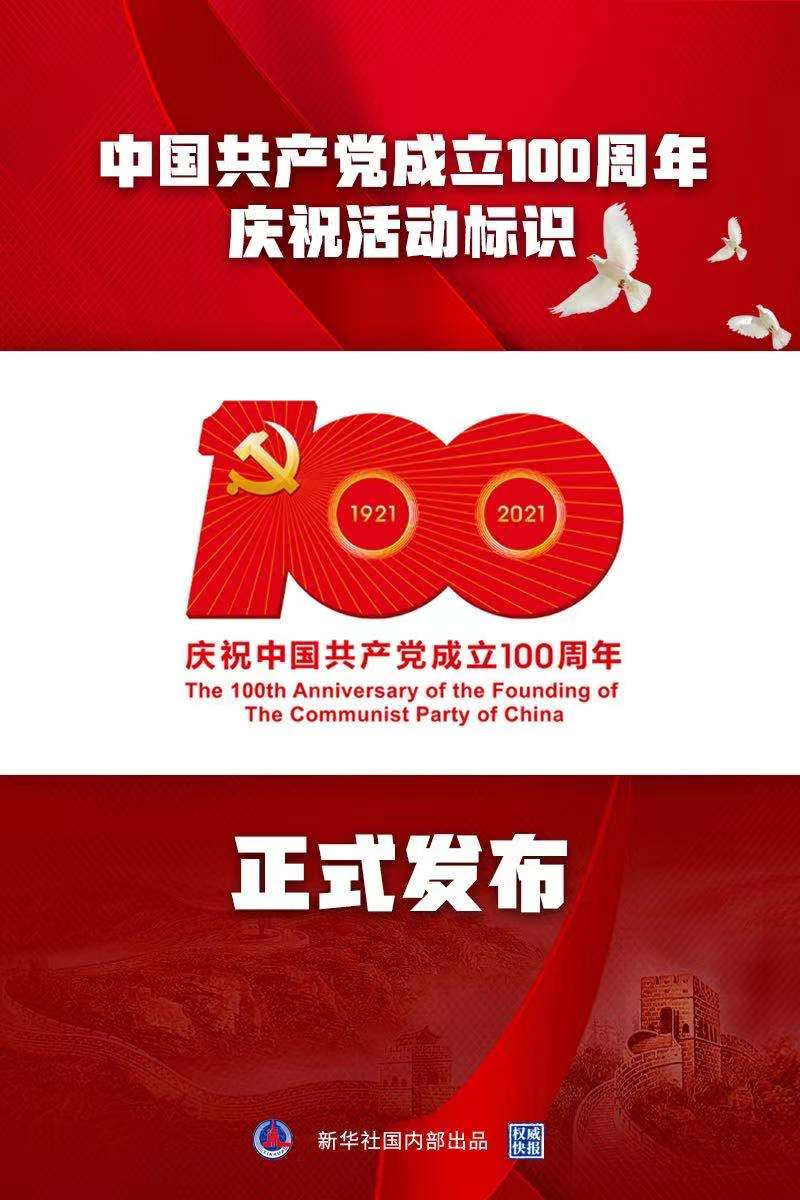 中国共产党成立100周年
庆祝活动标识
100
1921
2021
庆祝中国共产党成立100周年
The 100th Anniversary of the Founding of
The Communist Party of China
正式发布
XINHUA
新华社国内部出品
权威
快报